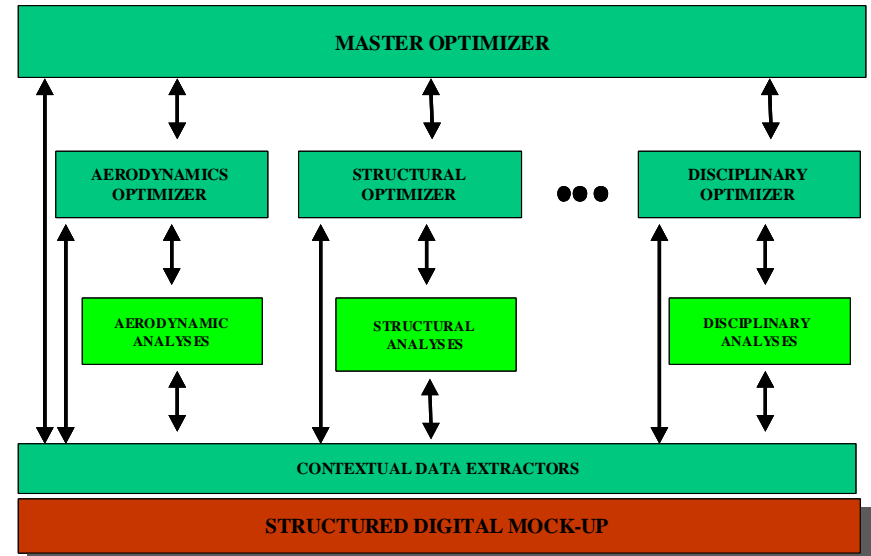 MASTER OPTIMIZER
AERODYNAMICS
OPTIMIZER
STRUCTURAL
OPTIMIZER
DISCIPLINARY
OPTIMIZER
AERODYNAMIC
ANALYSES
STRUCTURAL
ANALYSES
DISCIPLINARY
ANALYSES
CONTEXTUAL DATA EXTRACTORS
STRUCTURED DIGITAL MOCK-UP